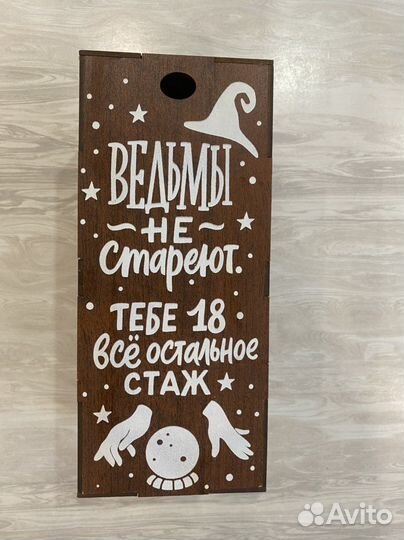 ВЕДЬМЫ
~ НЕ ~
Стареют.
ТЕБЕ 18
всё остальное
СТАЖ
Avito